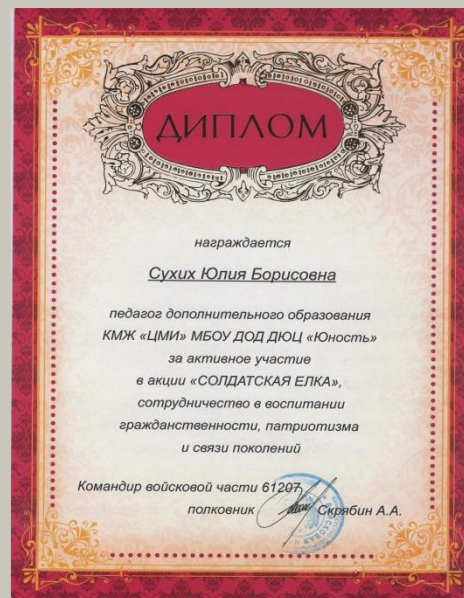 ДИПЛОМ
награждается
Сухих Юлия Борисовна
педагог дополнительного образования
КМЖ «ЦМИ» МБОУ ДОД ДЮЦ «Юность»
за активное участие
в акции «СОЛДАТСКАЯ ЕЛКА»,
сотрудничество в воспитании
гражданственности, патриотизма
и связи поколений
Командир войсковой части 61207
полковник Скрябин А.А.